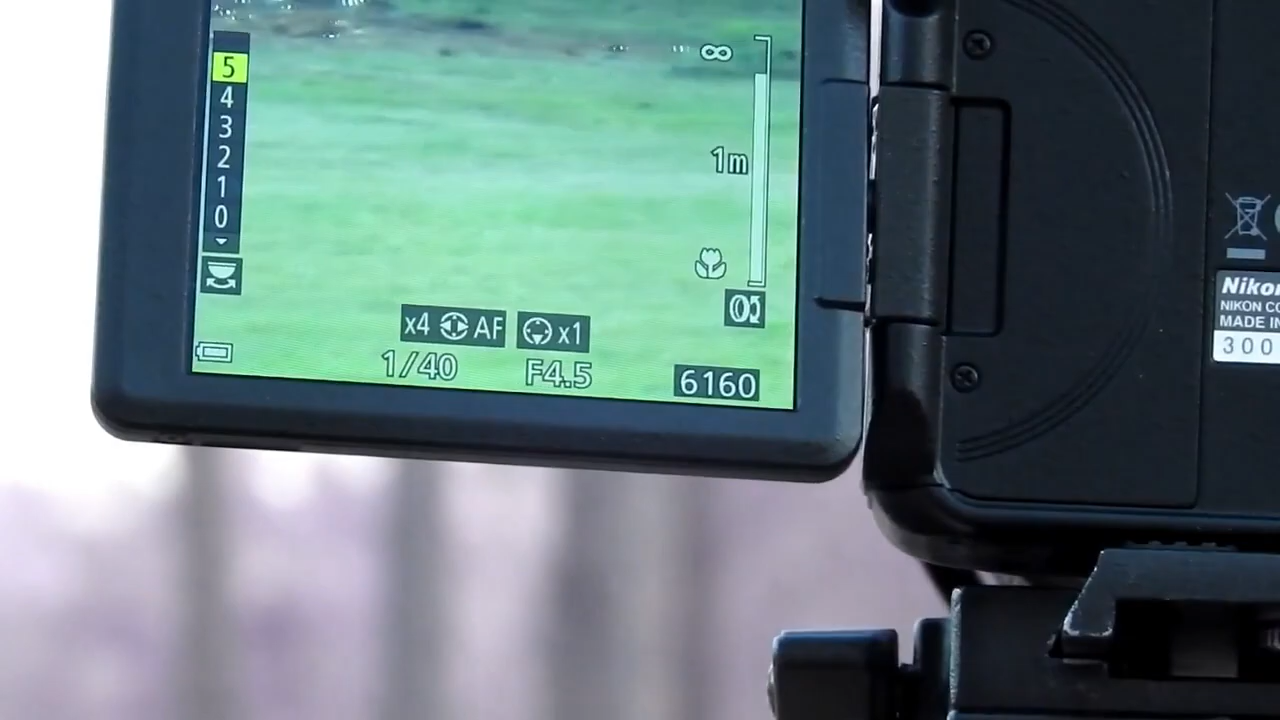 5
4
3
2
1
0
∞
1m
x4 AF x1
1/40 F4.5 6160
Nikon
NIKON CO
MADE IN
300